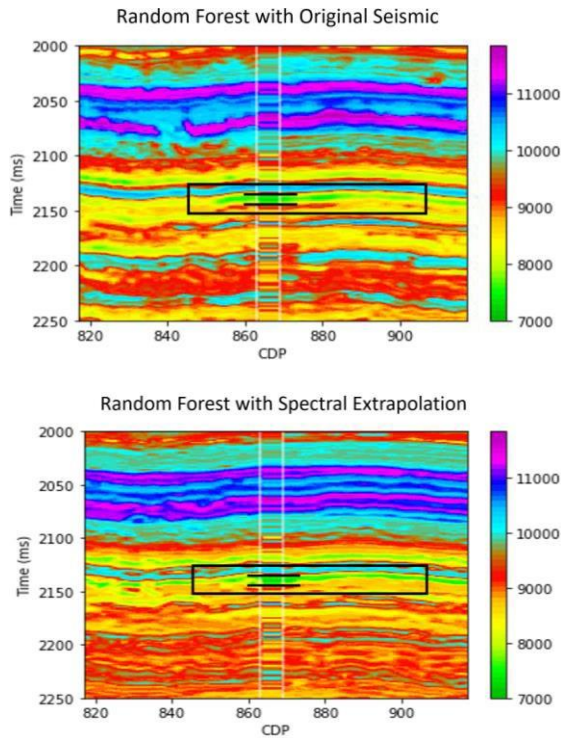 Random Forest with Original Seismic
2000
2050
2100
2150
2200
2250
Time (ms)
820 840 860 880 900
CDP
11000
10000
9000
8000
7000
Random Forest with Spectral Extrapolation
2000
2050
2100
2150
2200
2250
Time (ms)
820 840 860 880 900
CDP
11000
10000
9000
8000
7000